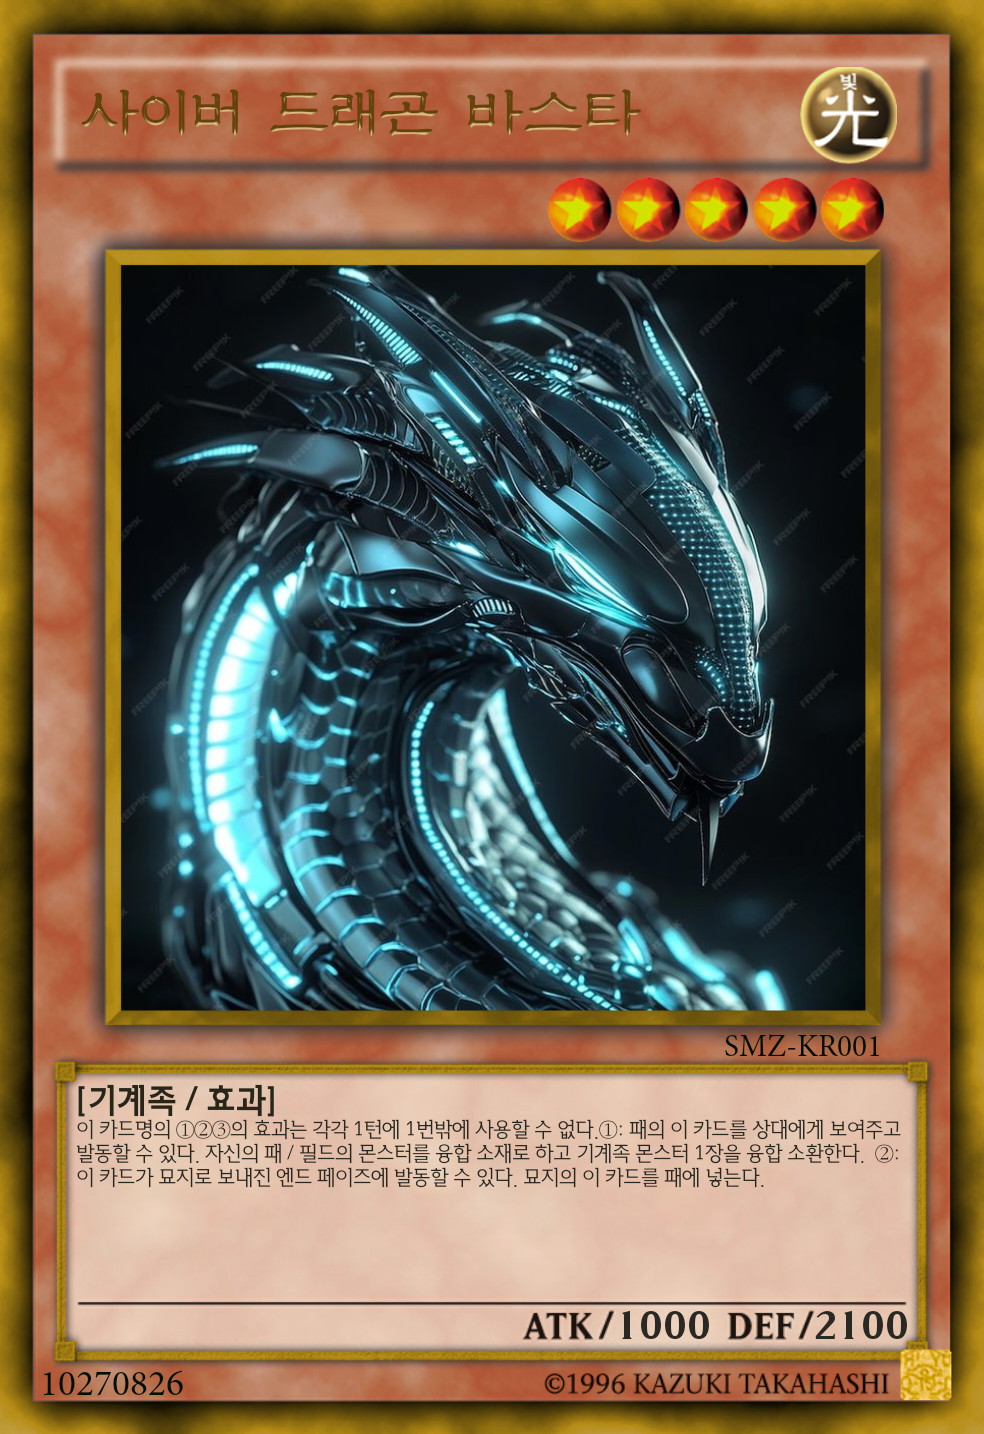 사이버 드래곤 바스타
빛
光
SMZ-KR001
[기계족 / 효과]
이 카드명의 ①②③의 효과는 각각 1턴에 1번밖에 사용할 수 없다.①: 패의 이 카드를 상대에게 보여주고
발동할 수 있다. 자신의 패 / 필드의 몬스터를 융합 소재로 하고 기계족 몬스터 1장을 융합 소환한다. ②:
이 카드가 묘지로 보내진 엔드 페이즈에 발동할 수 있다. 묘지의 이 카드를 패에 넣는다.
ATK/1000 DEF/2100
10270826
©1996 KAZUKI TAKAHASHI
FREEPIK